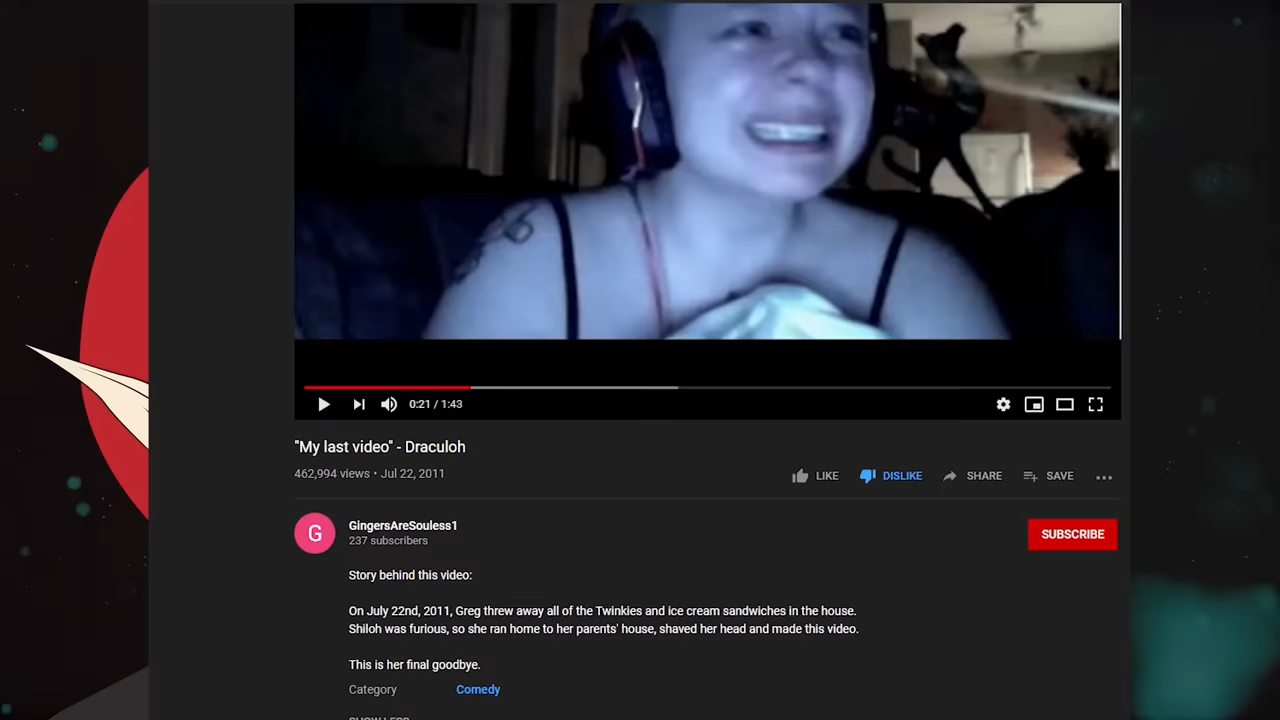 0:21 / 1:43
"My last video" - Draculoh
462,994 views • Jul 22, 2011
LIKE DISLIKE SHARE SAVE
G
GingersAreSouless1
237 subscribers
SUBSCRIBE
Story behind this video:
On July 22nd, 2011, Greg threw away all of the Twinkies and ice cream sandwiches in the house.
Shiloh was furious, so she ran home to her parents' house, shaved her head and made this video.
This is her final goodbye.
Category Comedy
SHOW LESS